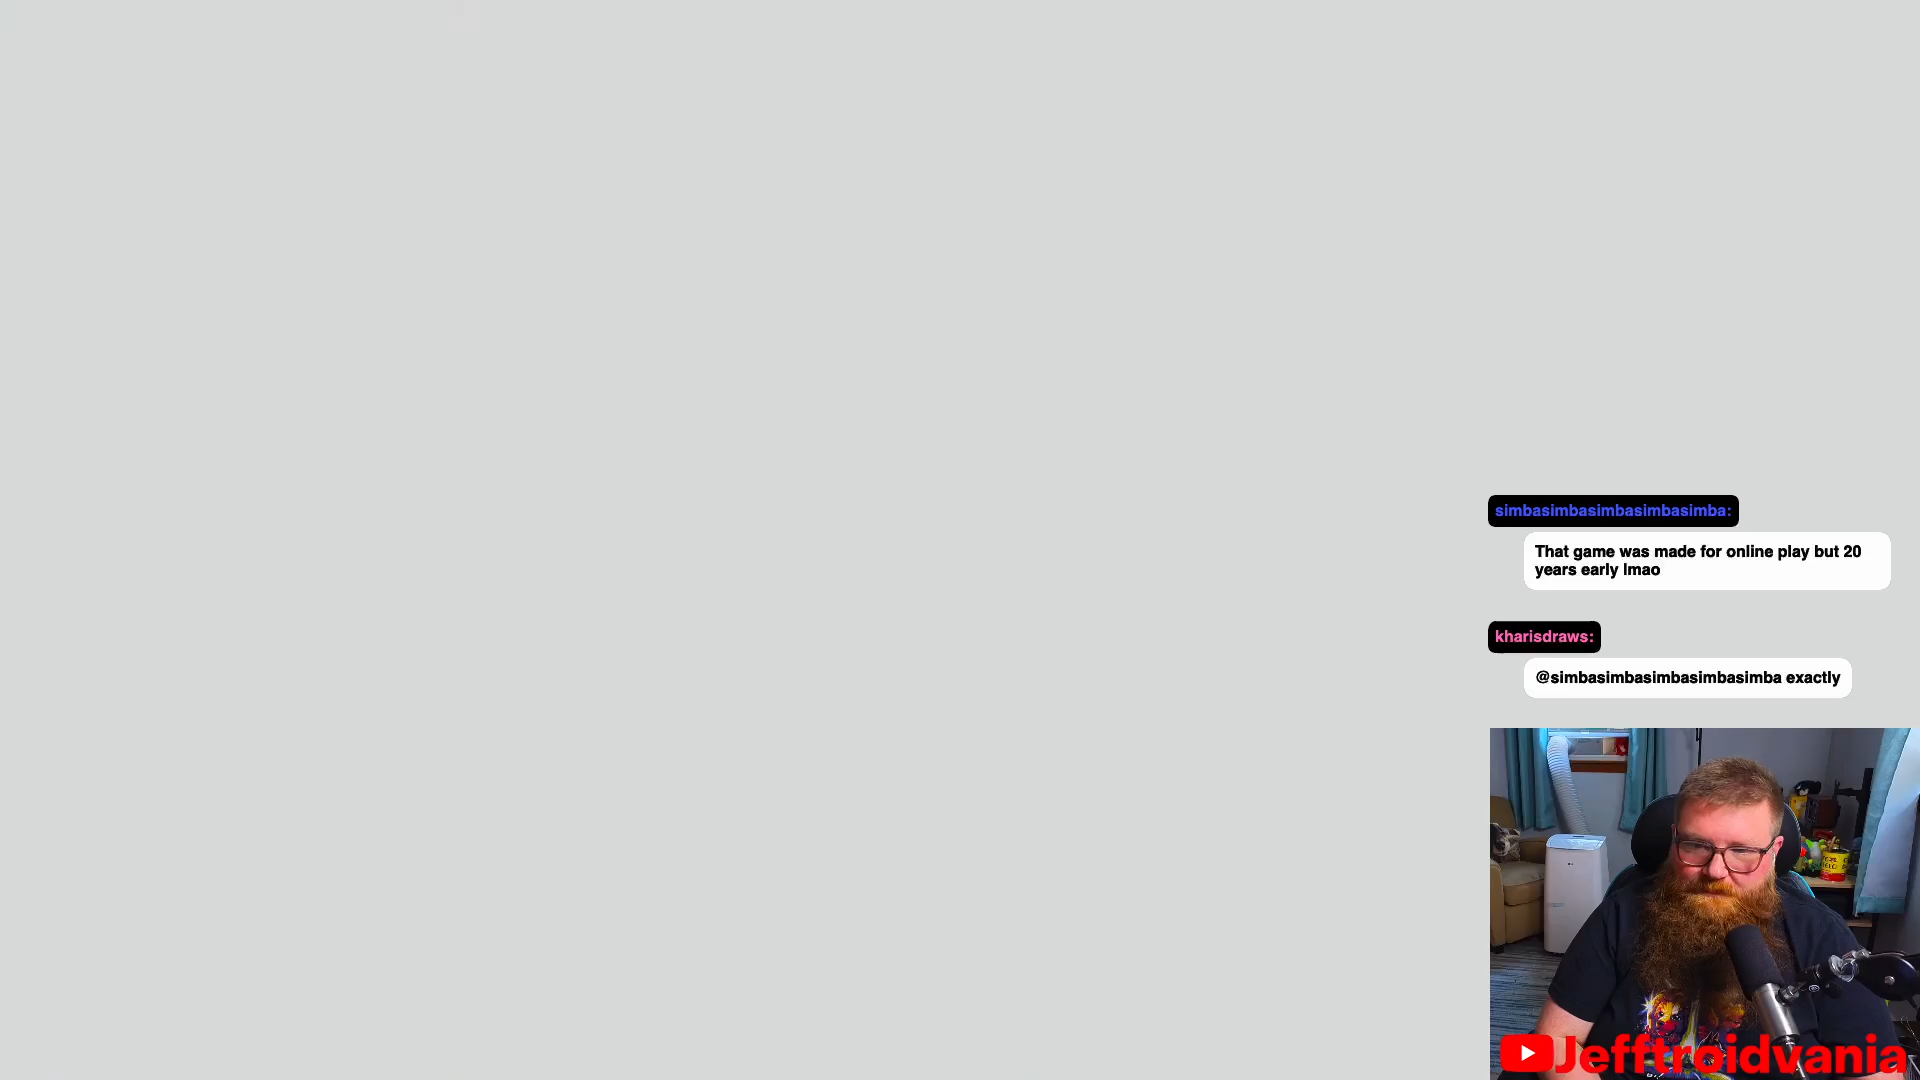 simbasimbasimbasimbasimba:
That game was made for online play but 20
years early lmao
kharisdraws:
@simbasimbasimbasimbasimba exactly
Jefftroidvania